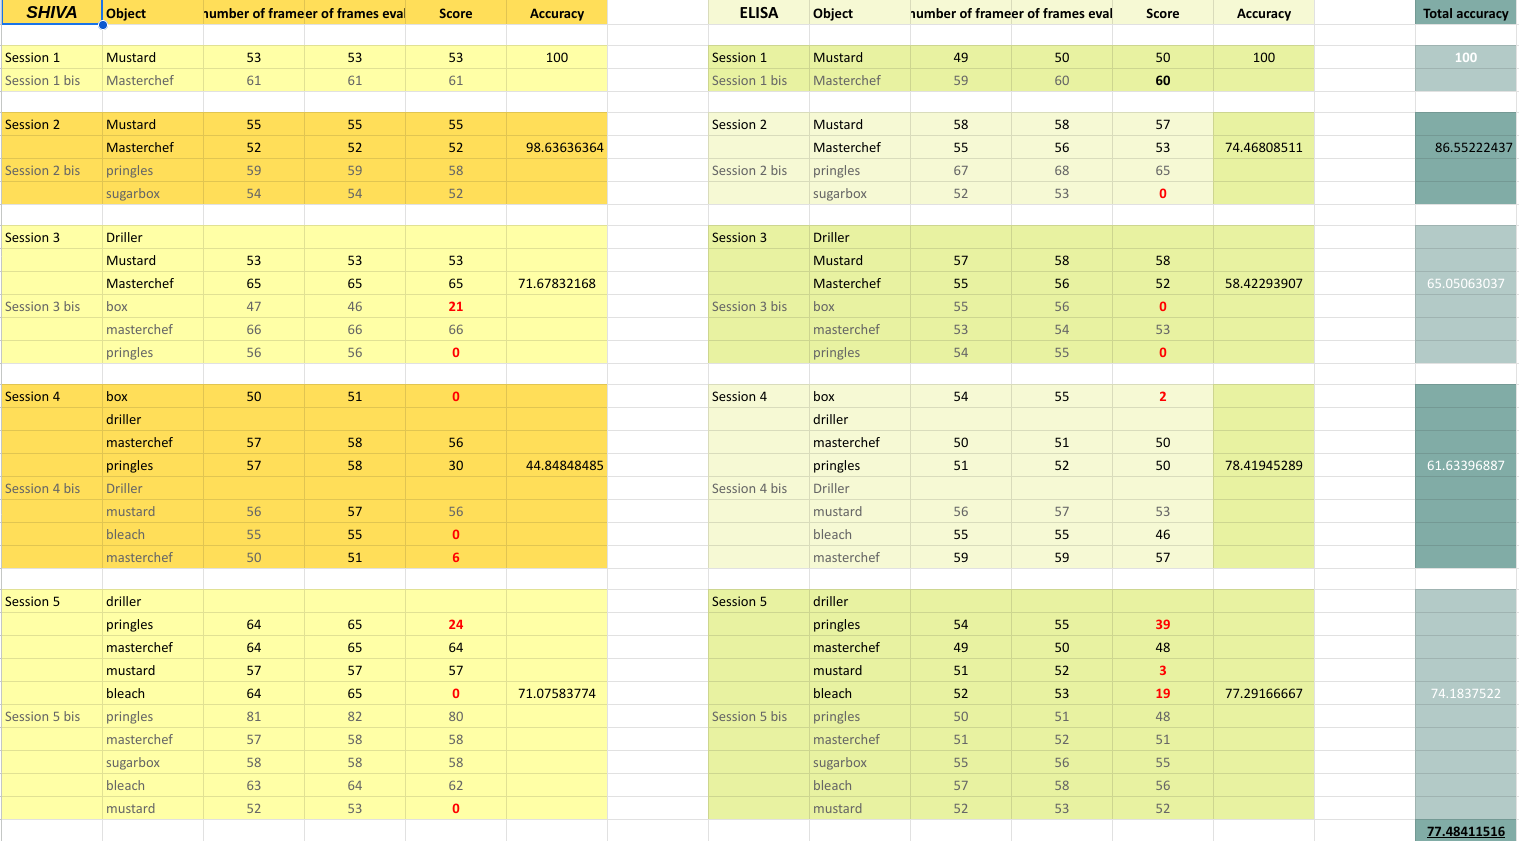 SHIVA Object number of frame er of frames eval Score Accuracy ELISA Object number of frame er of frames eval Score Accuracy Total accuracy
Session 1 Mustard 53 53 53 100 Session 1 Mustard 49 50 50 100 100
Session 1 bis Masterchef 61 61 61 Session 1 bis Masterchef 59 60 60
Session 2 Mustard 55 55 55 Session 2 Mustard 58 58 57
Masterchef 52 52 52 98.63636364 Masterchef 55 56 53 74.46808511 86.55222437
Session 2 bis pringles 59 59 58 Session 2 bis pringles 67 68 65
sugarbox 54 54 52 sugarbox 52 53 0
Session 3 Driller Session 3 Driller
Mustard 53 53 53 Mustard 57 58 58
Masterchef 65 65 65 71.67832168 Masterchef 55 56 52 58.42293907 65.05063037
Session 3 bis box 47 46 21 Session 3 bis box 55 56 0
masterchef 66 66 66 masterchef 53 54 53
pringles 56 56 0 pringles 54 55 0
Session 4 box 50 51 0 Session 4 box 54 55 2
driller driller
masterchef 57 58 56 masterchef 50 51 50
pringles 57 58 30 44.84848485 pringles 51 52 50 78.41945289 61.63396887
Session 4 bis Driller Session 4 bis Driller
mustard 56 57 56 mustard 56 57 53
bleach 55 55 0 bleach 55 55 46
masterchef 50 51 6 masterchef 59 59 57
Session 5 driller Session 5 driller
pringles 64 65 24 pringles 54 55 39
masterchef 64 65 64 masterchef 49 50 48
mustard 57 57 57 mustard 51 52 3
bleach 64 65 0 71.07583774 bleach 52 53 19 77.29166667 74.1837522
Session 5 bis pringles 81 82 80 Session 5 bis pringles 50 51 48
masterchef 57 58 58 masterchef 51 52 51
sugarbox 58 58 58 sugarbox 55 56 55
bleach 63 64 62 bleach 57 58 56
mustard 52 53 0 mustard 52 53 52
77.48411516